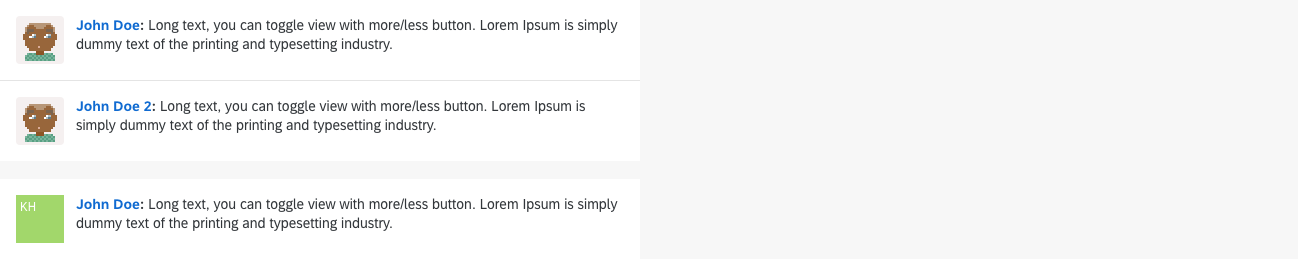 John Doe: Long text, you can toggle view with more/less button. Lorem Ipsum is simply
dummy text of the printing and typesetting industry.
John Doe 2: Long text, you can toggle view with more/less button. Lorem Ipsum is
simply dummy text of the printing and typesetting industry.
KH
John Doe: Long text, you can toggle view with more/less button. Lorem Ipsum is simply
dummy text of the printing and typesetting industry.